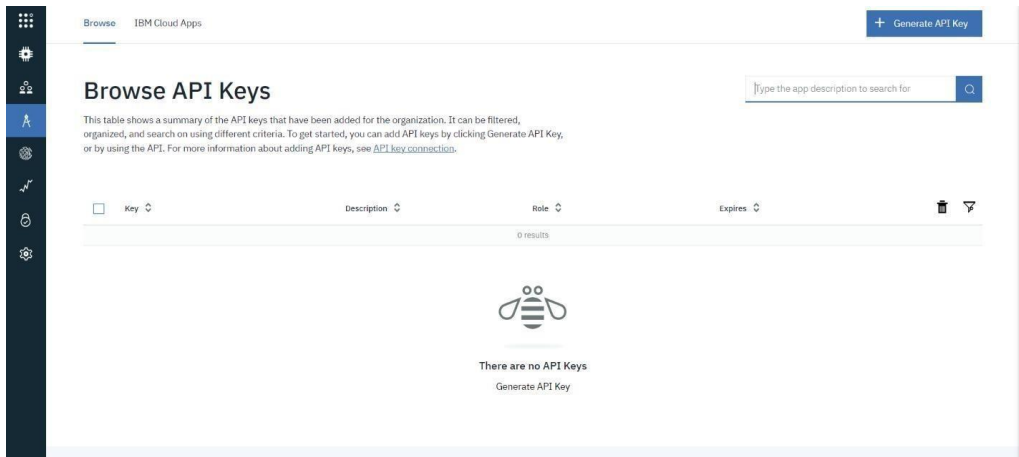 Browse IBM Cloud Apps
+ Generate API Key
Browse API Keys
Type the app description to search for
This table shows a summary of the API keys that have been added for the organization. It can be filtered,
organized, and search on using different criteria. To get started, you can add API keys by clicking Generate API Key,
or by using the API. For more information about adding API keys, see API key connection.
Key Description Role Expires
0 results
There are no API Keys
Generate API Key